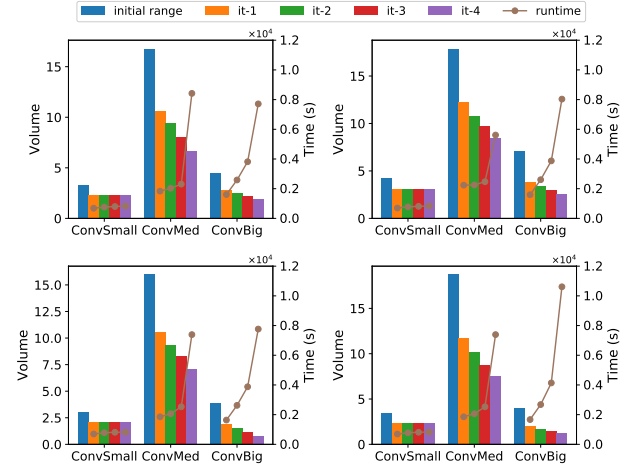 initial range it-1 it-2 it-3 it-4 runtime
×10⁴ ×10⁴
15 10 5 0
Volume
ConvSmall ConvMed ConvBig
1.2 1.0 0.8 0.6 0.4 0.2 0.0
Time (s)
15 10 5 0
Volume
ConvSmall ConvMed ConvBig
1.2 1.0 0.8 0.6 0.4 0.2 0.0
Time (s)
×10⁴ ×10⁴
15.0 12.5 10.0 7.5 5.0 2.5 0.0
Volume
ConvSmall ConvMed ConvBig
1.2 1.0 0.8 0.6 0.4 0.2 0.0
Time (s)
15 10 5 0
Volume
ConvSmall ConvMed ConvBig
1.2 1.0 0.8 0.6 0.4 0.2 0.0
Time (s)